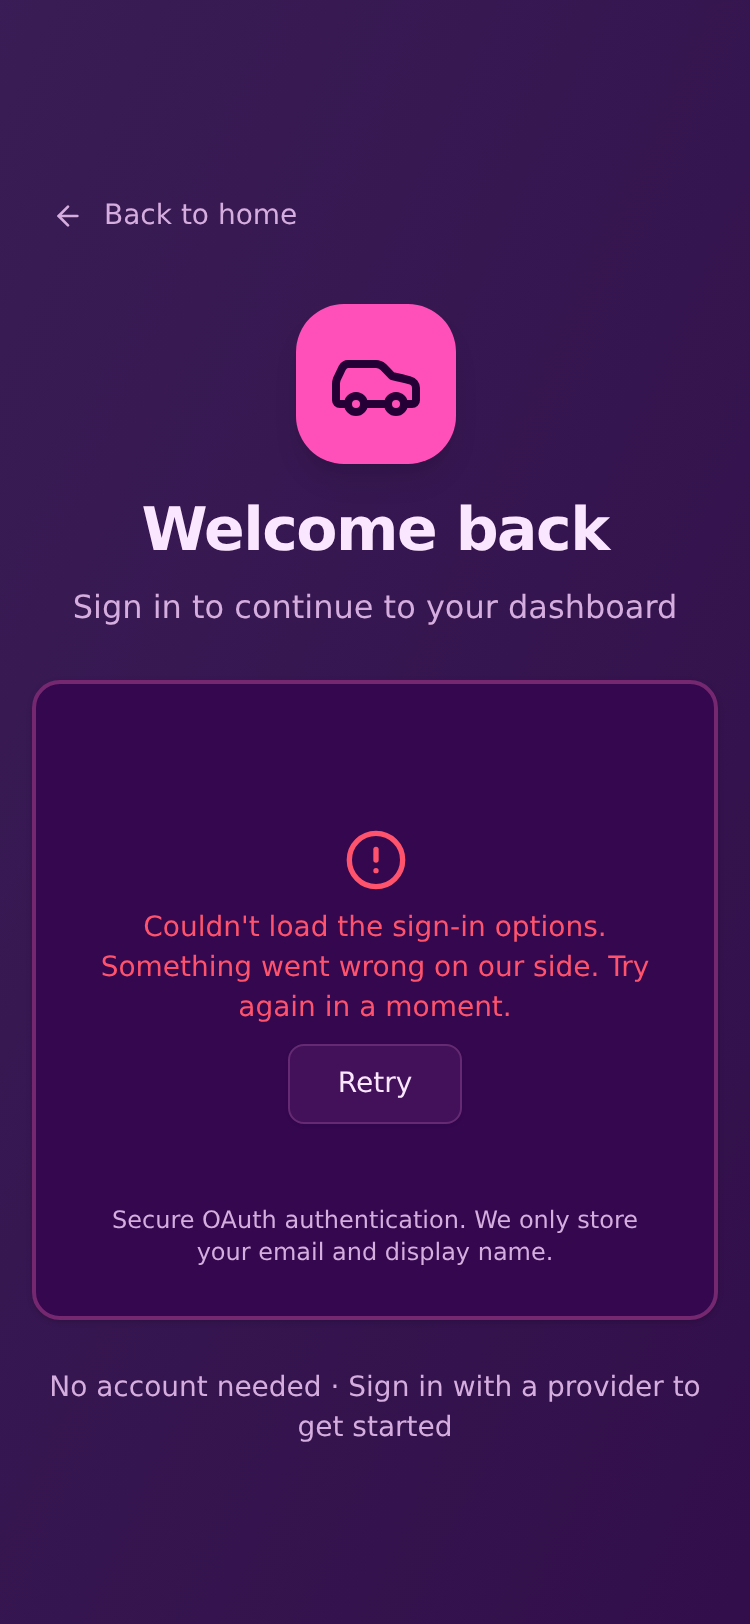 Back to home
Welcome back
Sign in to continue to your dashboard
Couldn't load the sign-in options.
Something went wrong on our side. Try
again in a moment.
Retry
Secure OAuth authentication. We only store
your email and display name.
No account needed · Sign in with a provider to
get started